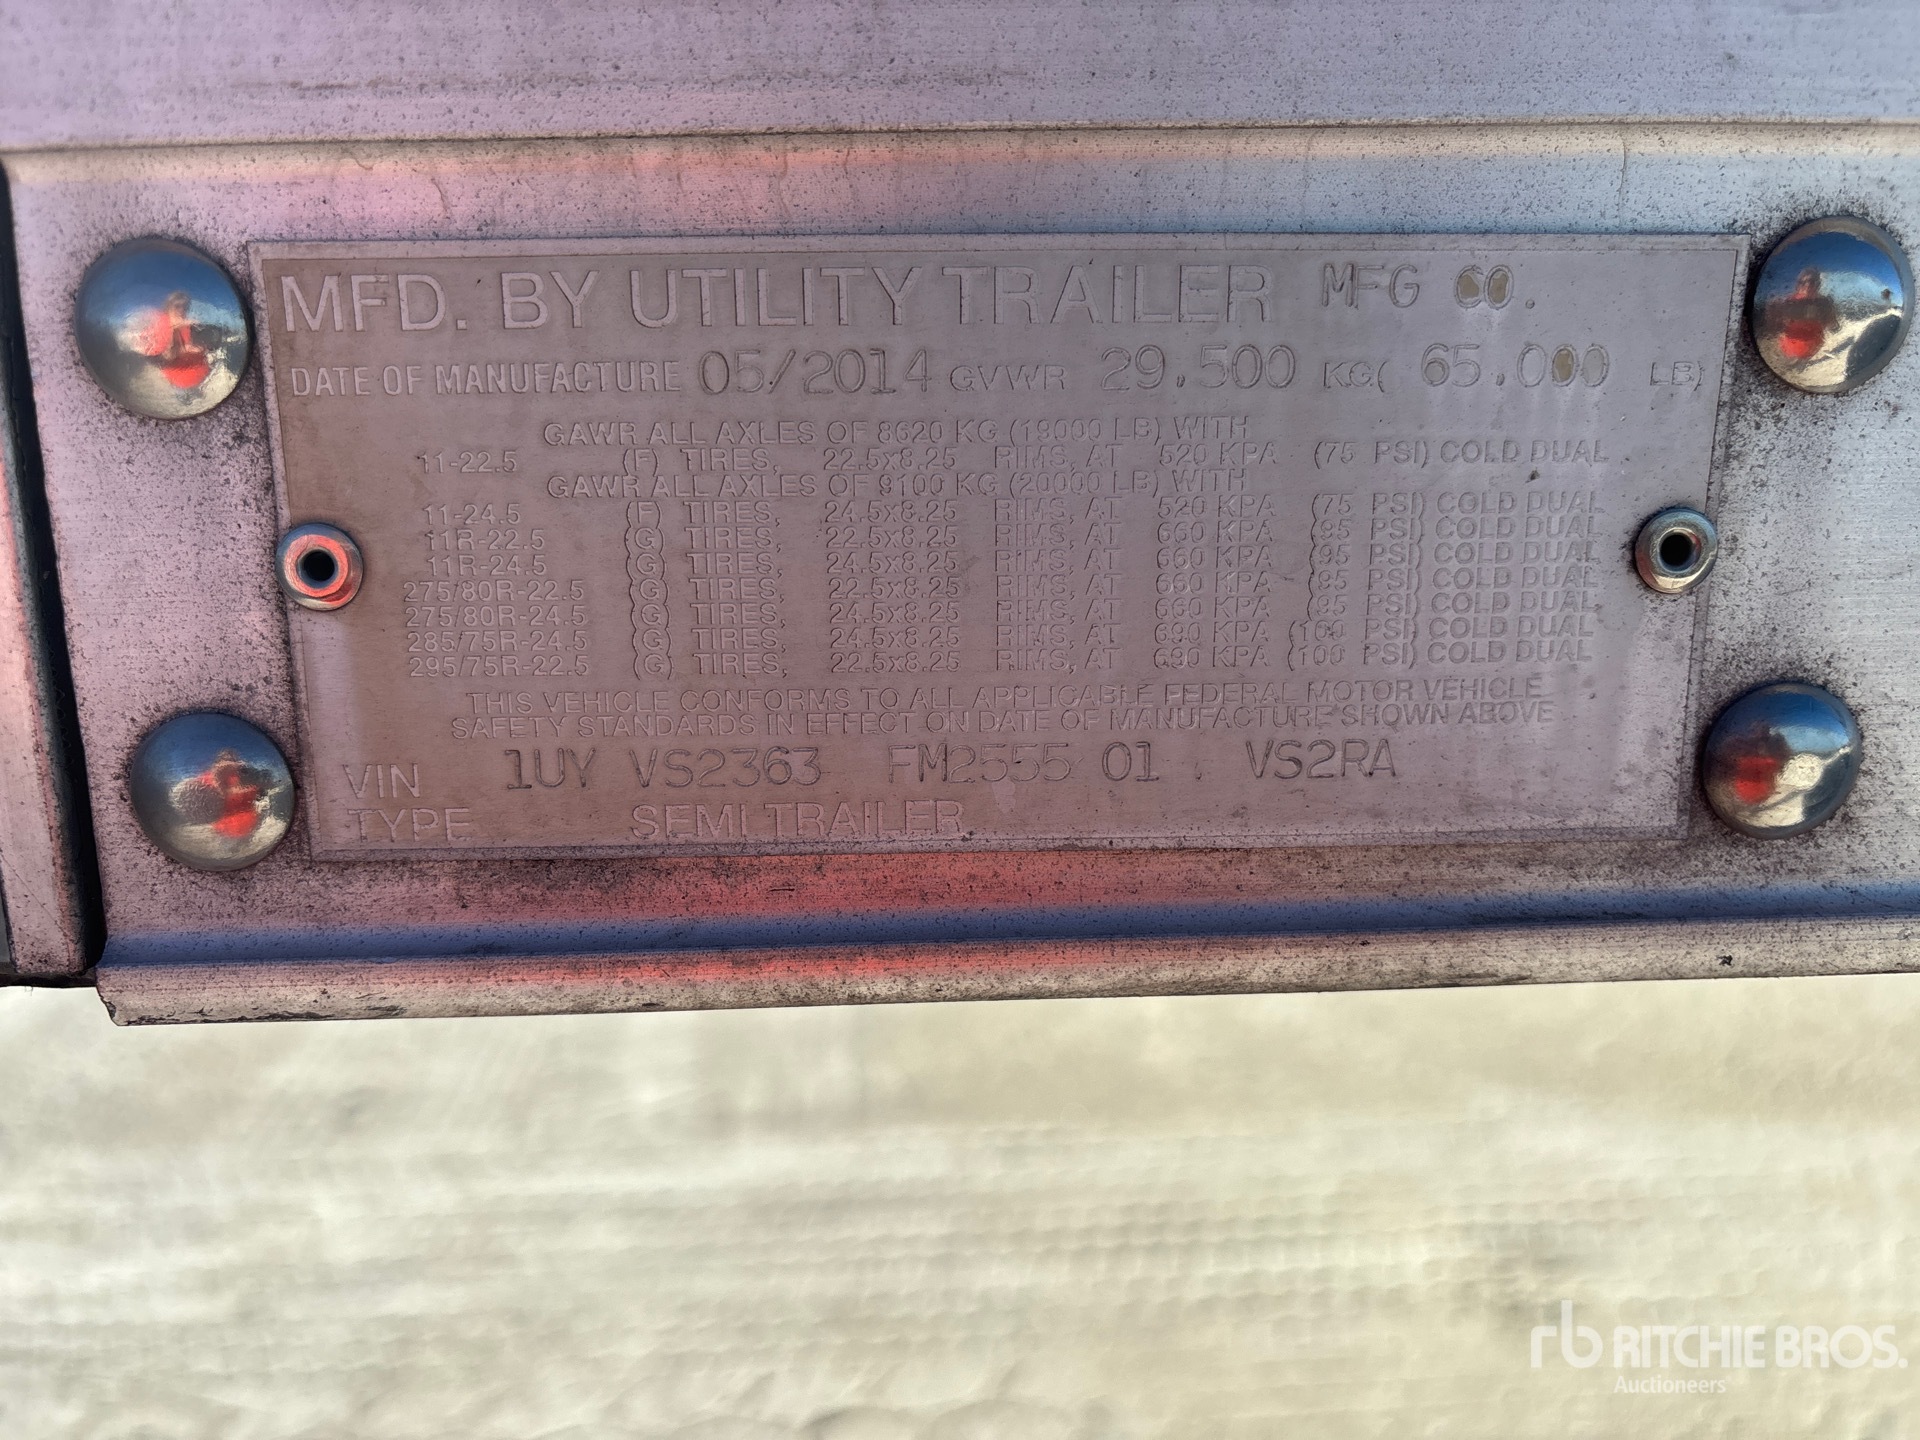 MFD. BY UTILITY TRAILER MFG CO.
DATE OF MANUFACTURE 05/2014 GVWR 29,500 KG( 65,000 LB)
GAWR ALL AXLES OF 8620 KG (19000 LB) WITH
11-22.5 (F) TIRES, 22.5x8.25 RIMS, AT 520 KPA (75 PSI) COLD DUAL
GAWR ALL AXLES OF 9100 KG (20000 LB) WITH
11-24.5 (F) TIRES, 24.5x8.25 RIMS, AT 520 KPA (75 PSI) COLD DUAL
11R-22.5 (G) TIRES, 22.5x8.25 RIMS, AT 660 KPA (95 PSI) COLD DUAL
11R-24.5 (G) TIRES, 24.5x8.25 RIMS, AT 660 KPA (95 PSI) COLD DUAL
275/80R-22.5 (G) TIRES, 22.5x8.25 RIMS, AT 660 KPA (95 PSI) COLD DUAL
275/80R-24.5 (G) TIRES, 24.5x8.25 RIMS, AT 660 KPA (95 PSI) COLD DUAL
285/75R-24.5 (G) TIRES, 24.5x8.25 RIMS, AT 690 KPA (100 PSI) COLD DUAL
295/75R-22.5 (G) TIRES, 22.5x8.25 RIMS, AT 690 KPA (100 PSI) COLD DUAL
THIS VEHICLE CONFORMS TO ALL APPLICABLE FEDERAL MOTOR VEHICLE
SAFETY STANDARDS IN EFFECT ON DATE OF MANUFACTURE SHOWN ABOVE
VIN 1UY VS2363 FM2555 01 . VS2RA
TYPE SEMI TRAILER
rb RITCHIE BROS.
Auctioneers